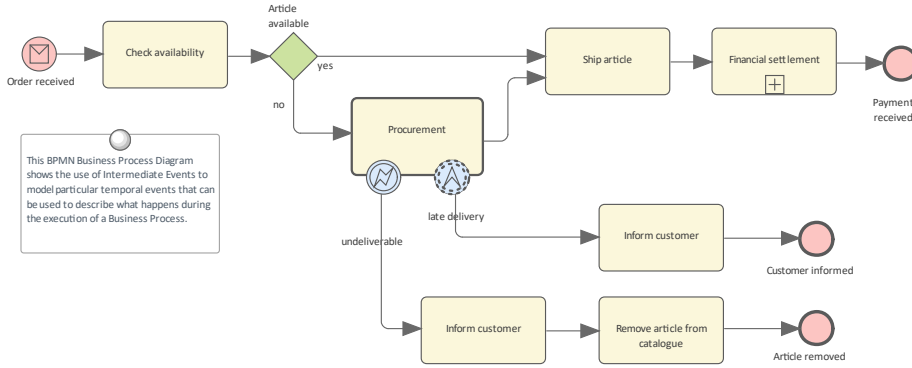 Article
available
Order received
Check availability
yes
no
Ship article
Financial settlement
Payment
received
Procurement
This BPMN Business Process Diagram
shows the use of Intermediate Events to
model particular temporal events that can
be used to describe what happens during
the execution of a Business Process.
late delivery
undeliverable
Inform customer
Customer informed
Inform customer
Remove article from
catalogue
Article removed